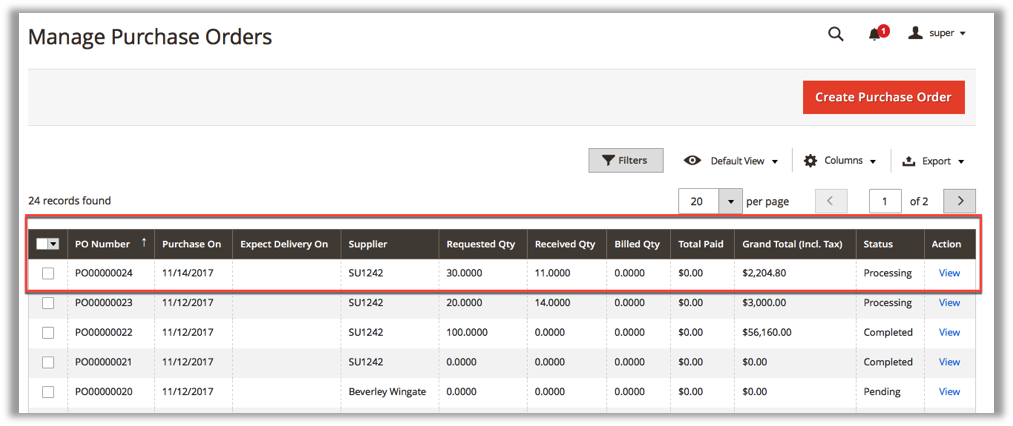 Manage Purchase Orders
1
super
Create Purchase Order
Filters Default View Columns Export
24 records found 20 per page 1 of 2
PO Number ↑ Purchase On Expect Delivery On Supplier Requested Qty Received Qty Billed Qty Total Paid Grand Total (Incl. Tax) Status Action
PO00000024 11/14/2017 SU1242 30.0000 11.0000 0.0000 $0.00 $2,204.80 Processing View
PO00000023 11/12/2017 SU1242 20.0000 14.0000 0.0000 $0.00 $3,000.00 Processing View
PO00000022 11/12/2017 SU1242 100.0000 0.0000 0.0000 $0.00 $56,160.00 Completed View
PO00000021 11/12/2017 SU1242 0.0000 0.0000 0.0000 $0.00 $0.00 Completed View
PO00000020 11/12/2017 Beverley Wingate 0.0000 0.0000 0.0000 $0.00 $0.00 Pending View